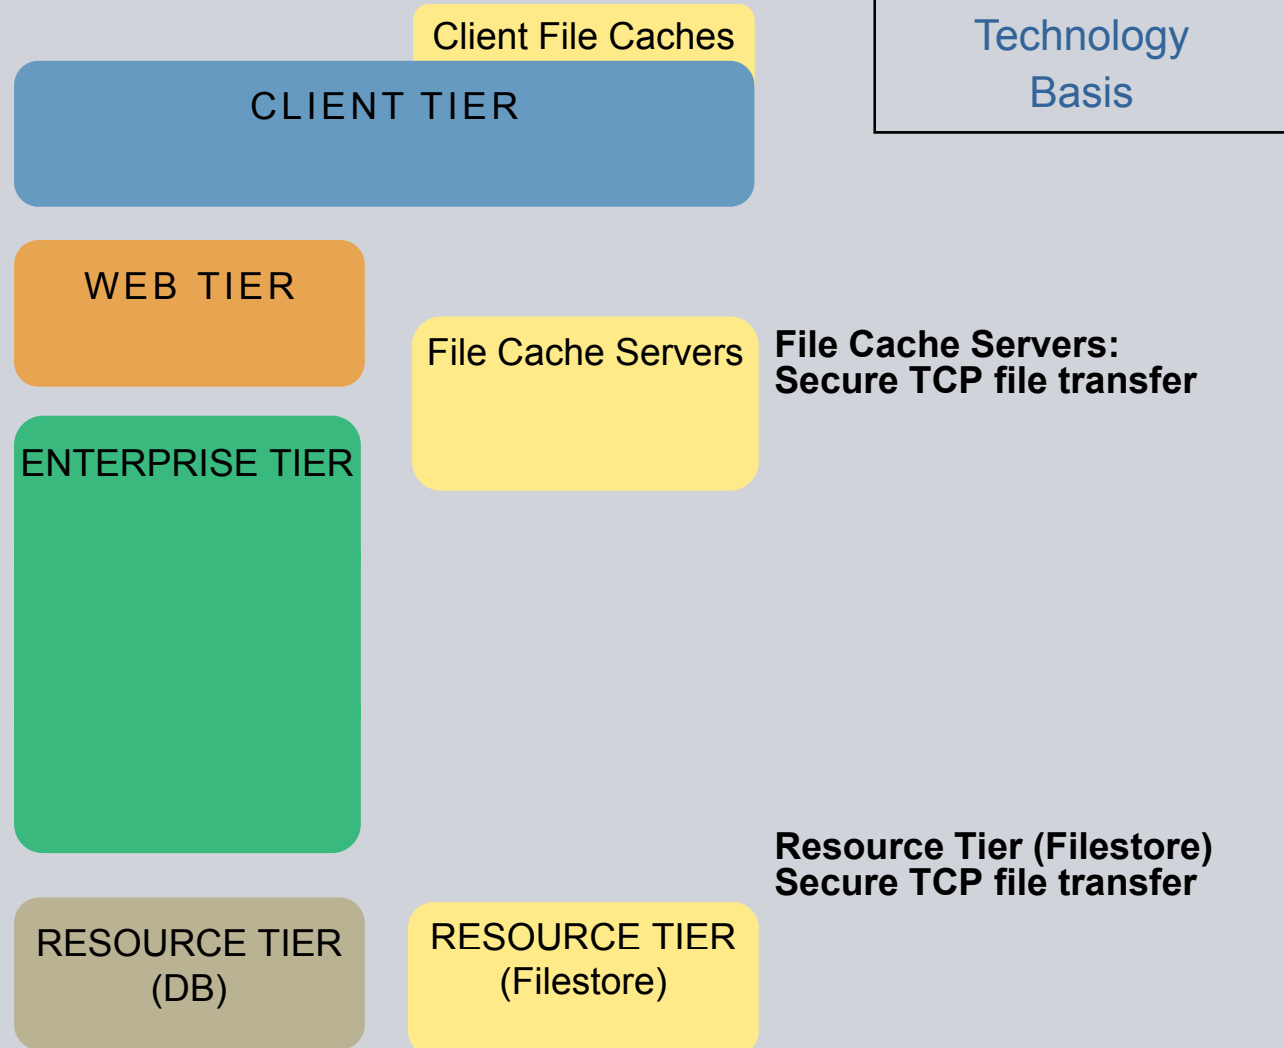 Client File Caches
Technology
Basis
CLIENT TIER
WEB TIER
File Cache Servers
File Cache Servers:
Secure TCP file transfer
ENTERPRISE TIER
Resource Tier (Filestore)
Secure TCP file transfer
RESOURCE TIER
(DB)
RESOURCE TIER
(Filestore)